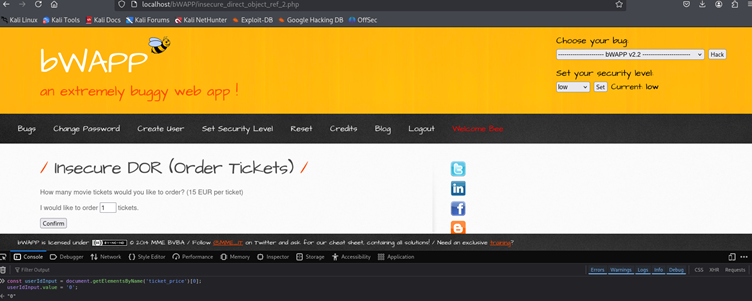 localhost/bWAPP/insecure_direct_object_ref_2.php
Kali Linux Kali Tools Kali Docs Kali Forums Kali NetHunter Exploit-DB Google Hacking DB OffSec
bWAPP
an extremely buggy web app !
Choose your bug:
---------------------- bWAPP v2.2 ---------------------- Hack
Set your security level:
low Set Current: low
Bugs Change Password Create User Set Security Level Reset Credits Blog Logout Welcome Bee
/ Insecure DOR (Order Tickets) /
How many movie tickets would you like to order? (15 EUR per ticket)
I would like to order 1 tickets.
Confirm
bWAPP is licensed under © 2014 MME BVBA / Follow @MME_IT on Twitter and ask for our cheat sheet, containing all solutions! / Need an exclusive training?
Console Debugger Network Style Editor Performance Memory Inspector Storage Accessibility Application
Filter Output Errors Warnings Logs Info Debug CSS XHR Requests
const userIdInput = document.getElementsByName('ticket_price')[0];
userIdInput.value = '0';
"0"